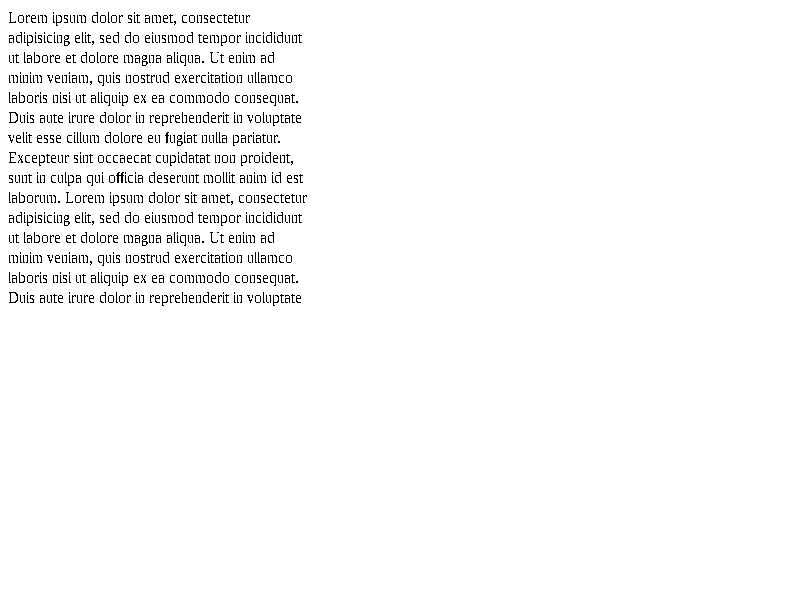 Lorem ipsum dolor sit amet, consectetur
adipisicing elit, sed do eiusmod tempor incididunt
ut labore et dolore magna aliqua. Ut enim ad
minim veniam, quis nostrud exercitation ullamco
laboris nisi ut aliquip ex ea commodo consequat.
Duis aute irure dolor in reprehenderit in voluptate
velit esse cillum dolore eu fugiat nulla pariatur.
Excepteur sint occaecat cupidatat non proident,
sunt in culpa qui officia deserunt mollit anim id est
laborum. Lorem ipsum dolor sit amet, consectetur
adipisicing elit, sed do eiusmod tempor incididunt
ut labore et dolore magna aliqua. Ut enim ad
minim veniam, quis nostrud exercitation ullamco
laboris nisi ut aliquip ex ea commodo consequat.
Duis aute irure dolor in reprehenderit in voluptate